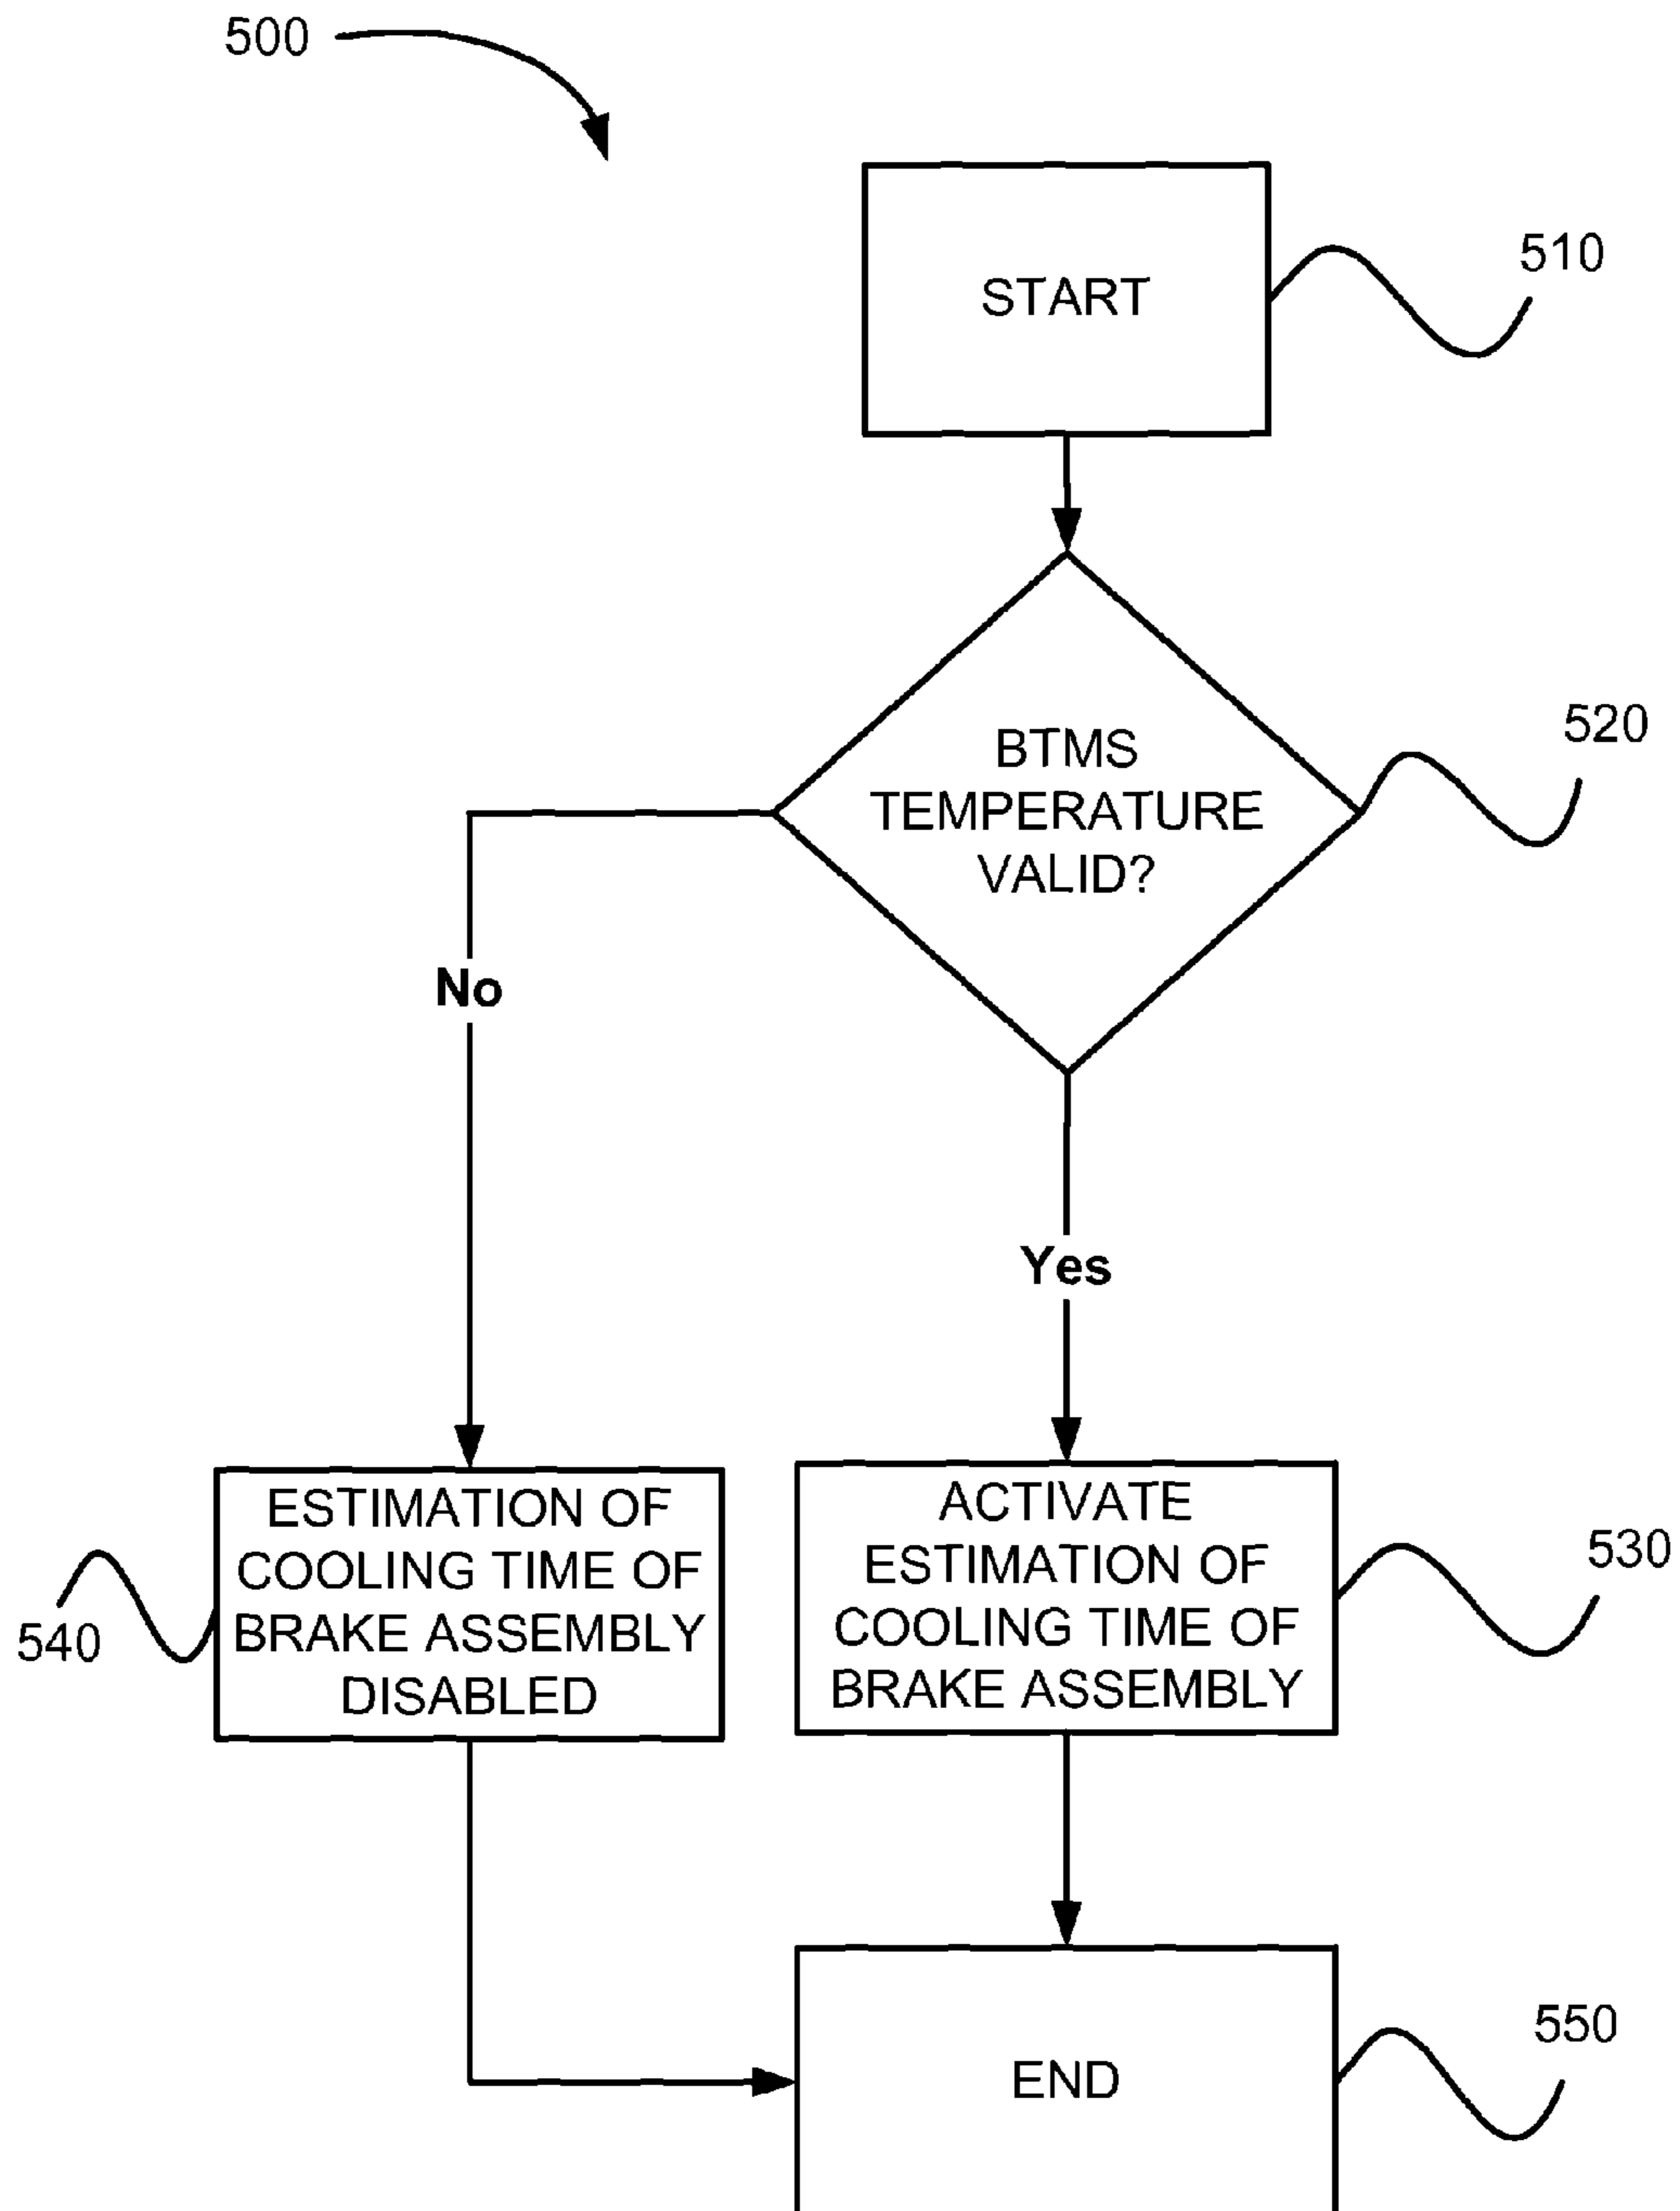 500
START
510
BTMS
TEMPERATURE
VALID?
520
No
Yes
ESTIMATION OF
COOLING TIME OF
BRAKE ASSEMBLY
DISABLED
540
ACTIVATE
ESTIMATION OF
COOLING TIME OF
BRAKE ASSEMBLY
530
END
550